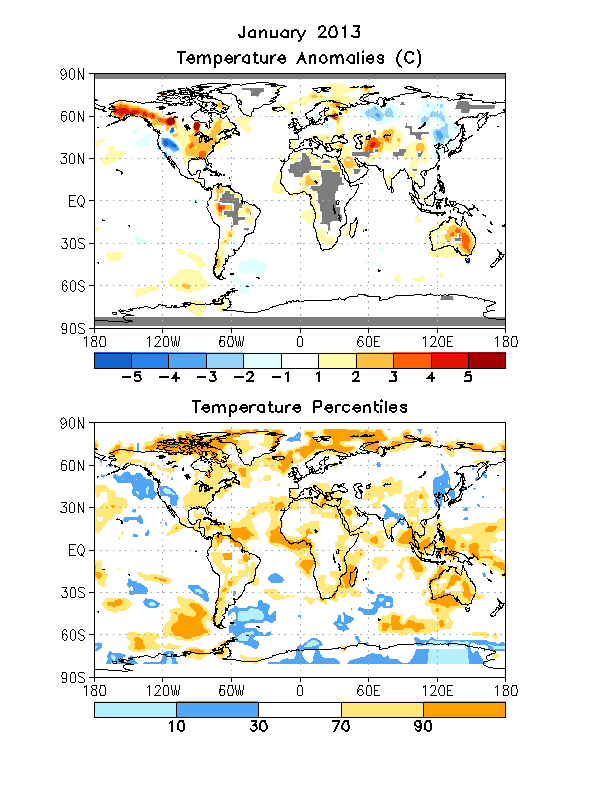 January 2013
Temperature Anomalies (C)
90N
60N
30N
EQ
30S
60S
90S
180 120W 60W 0 60E 120E 180
-5 -4 -3 -2 -1 1 2 3 4 5
Temperature Percentiles
90N
60N
30N
EQ
30S
60S
90S
180 120W 60W 0 60E 120E 180
10 30 70 90